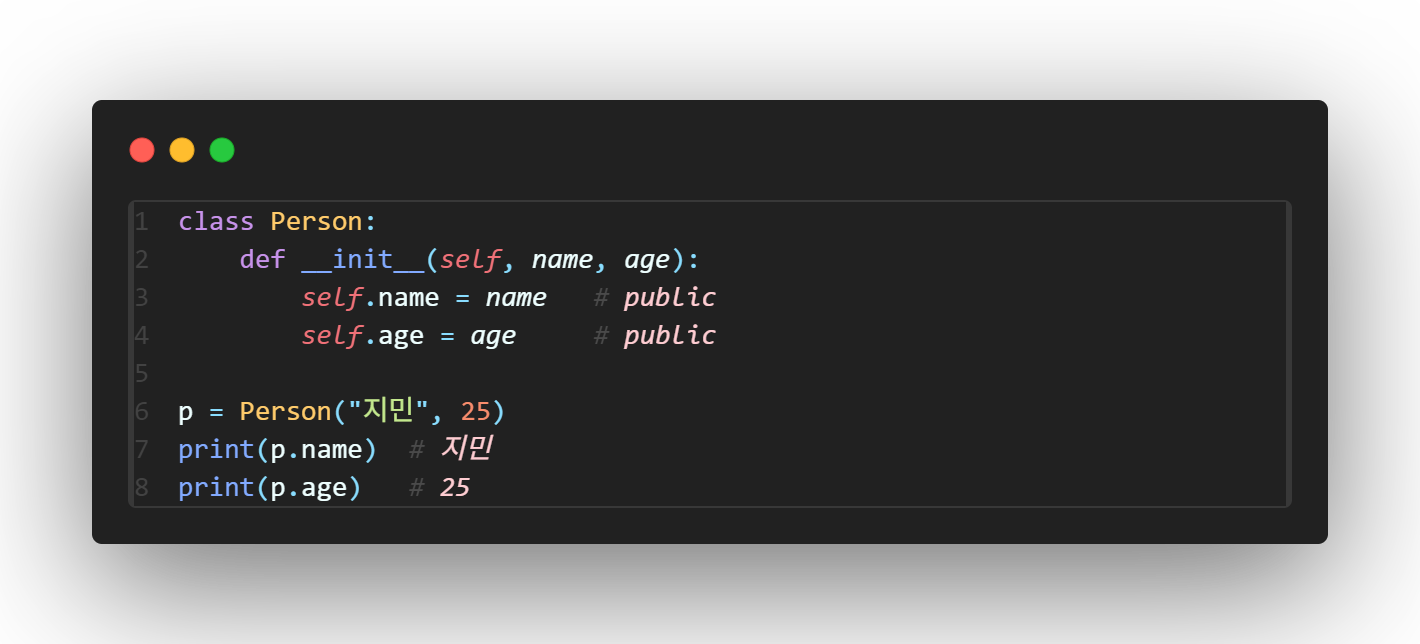 1 class Person:
2     def __init__(self, name, age):
3         self.name = name   # public
4         self.age = age     # public
5
6 p = Person("지민", 25)
7 print(p.name)  # 지민
8 print(p.age)   # 25